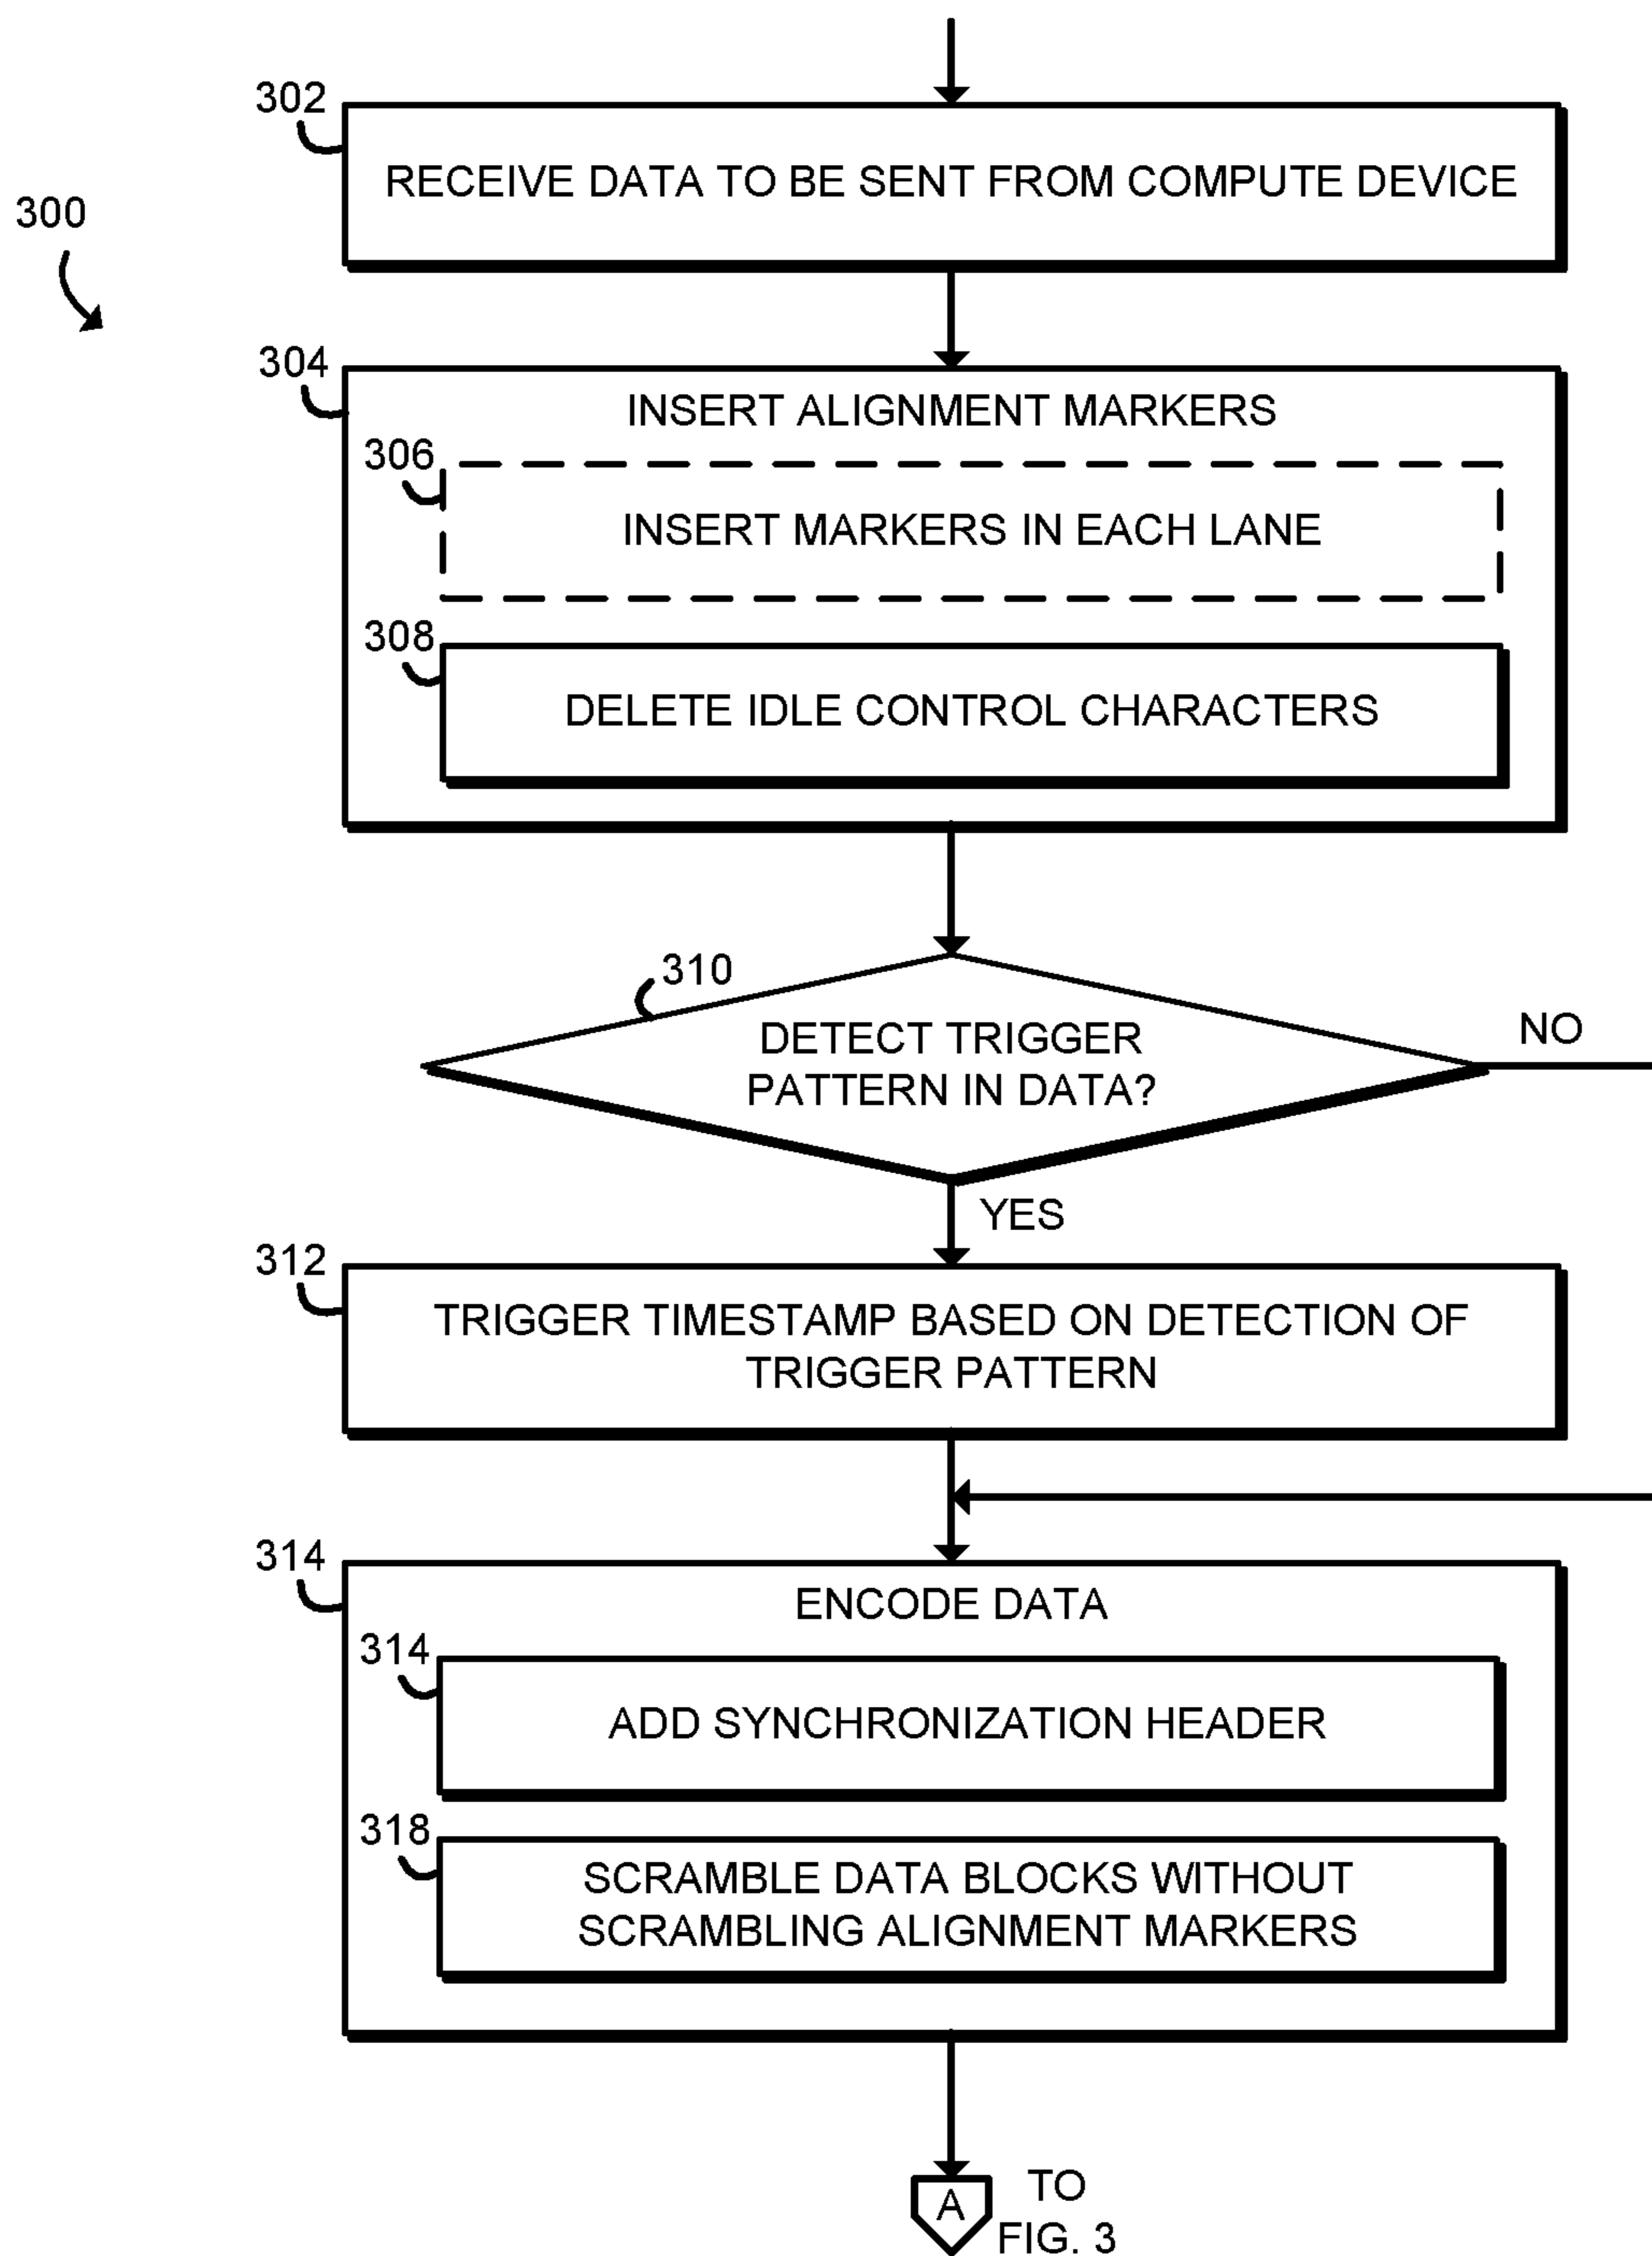 302
RECEIVE DATA TO BE SENT FROM COMPUTE DEVICE
300
304
INSERT ALIGNMENT MARKERS
306
INSERT MARKERS IN EACH LANE
308
DELETE IDLE CONTROL CHARACTERS
310
DETECT TRIGGER
PATTERN IN DATA?
NO
YES
312
TRIGGER TIMESTAMP BASED ON DETECTION OF
TRIGGER PATTERN
314
ENCODE DATA
314
ADD SYNCHRONIZATION HEADER
318
SCRAMBLE DATA BLOCKS WITHOUT
SCRAMBLING ALIGNMENT MARKERS
A
TO
FIG. 3